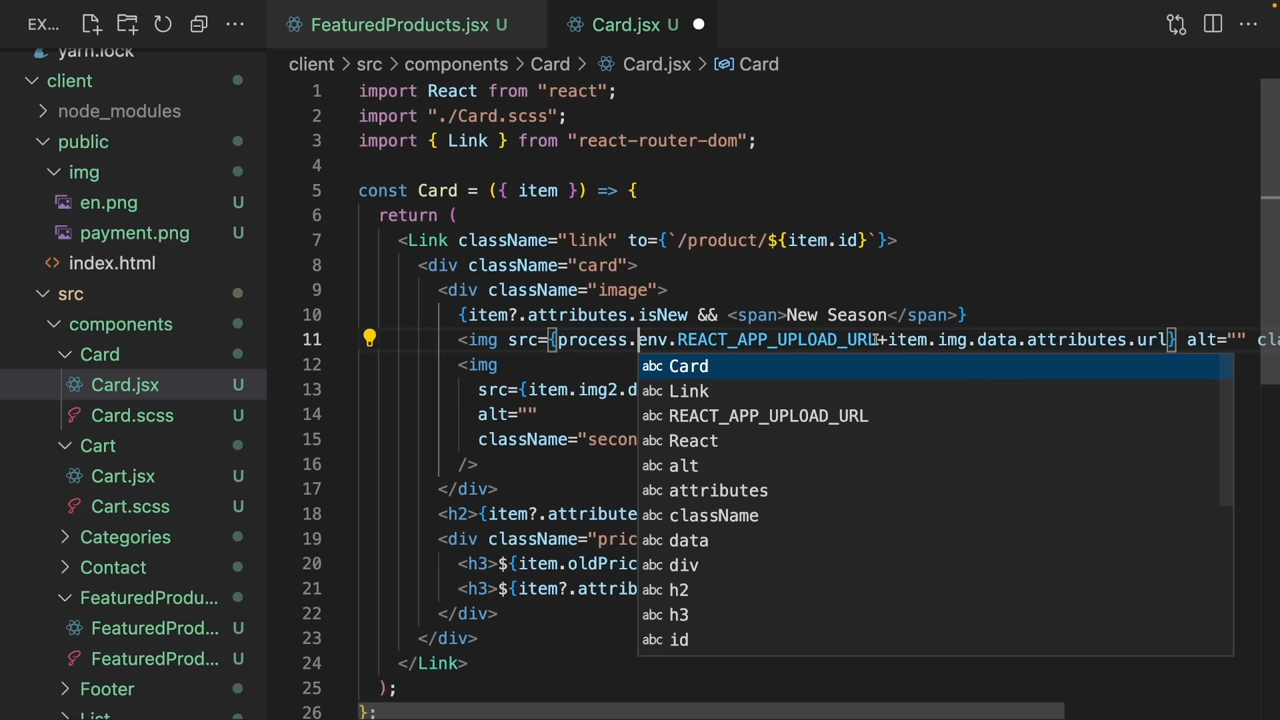 EX...
FeaturedProducts.jsx U
Card.jsx U
yarn.lock
client
node_modules
public
img
en.png U
payment.png U
index.html
src
components
Card
Card.jsx U
Card.scss U
Cart
Cart.jsx U
Cart.scss U
Categories
Contact
FeaturedProdu...
FeaturedProd... U
FeaturedProd... U
Footer
List
client > src > components > Card > Card.jsx > Card
1 import React from "react";
2 import "./Card.scss";
3 import { Link } from "react-router-dom";
4
5 const Card = ({ item }) => {
6 return (
7 <Link className="link" to={`/product/${item.id}`}>
8 <div className="card">
9 <div className="image">
10 {item?.attributes.isNew && <span>New Season</span>}
11 <img src={process.env.REACT_APP_UPLOAD_URL+item.img.data.attributes.url} alt="" cla
12 <img
13 src={item.img2.d
14 alt=""
15 className="secon
16 />
17 </div>
18 <h2>{item?.attribute
19 <div className="pric
20 <h3>${item.oldPric
21 <h3>${item?.attrib
22 </div>
23 </div>
24 </Link>
25 );
26 };
abc Card
abc Link
abc REACT_APP_UPLOAD_URL
abc React
abc alt
abc attributes
abc className
abc data
abc div
abc h2
abc h3
abc id